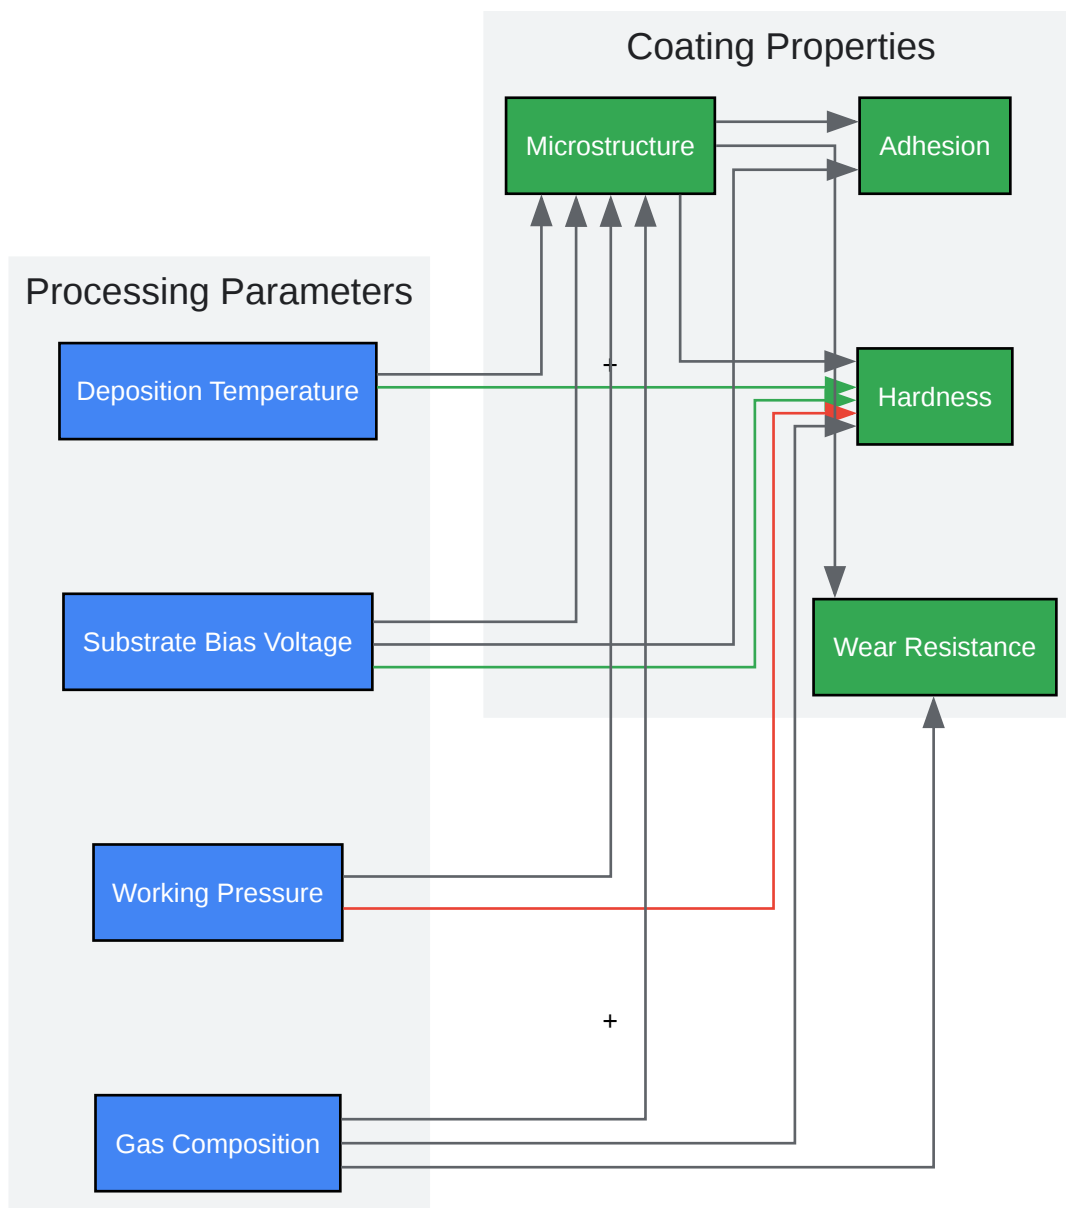 Coating Properties
Microstructure
Adhesion
Processing Parameters
Deposition Temperature
+
Hardness
Substrate Bias Voltage
Wear Resistance
Working Pressure
+
Gas Composition